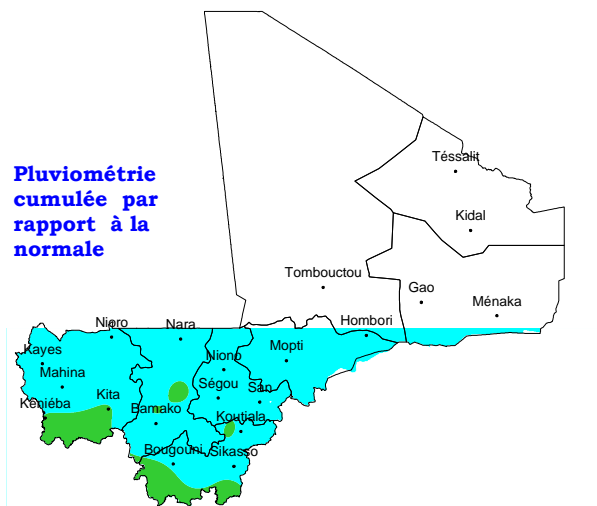 Pluviométrie
cumulée par
rapport à la
normale
Téssalit
Kidal
Tombouctou
Gao
Ménaka
Hombori
Nioro
Nara
Mopti
Kayes
Niono
Mahina
Ségou
San
Kita
Kéniéba
Bamako
Koutiala
Bougouni
Sikasso